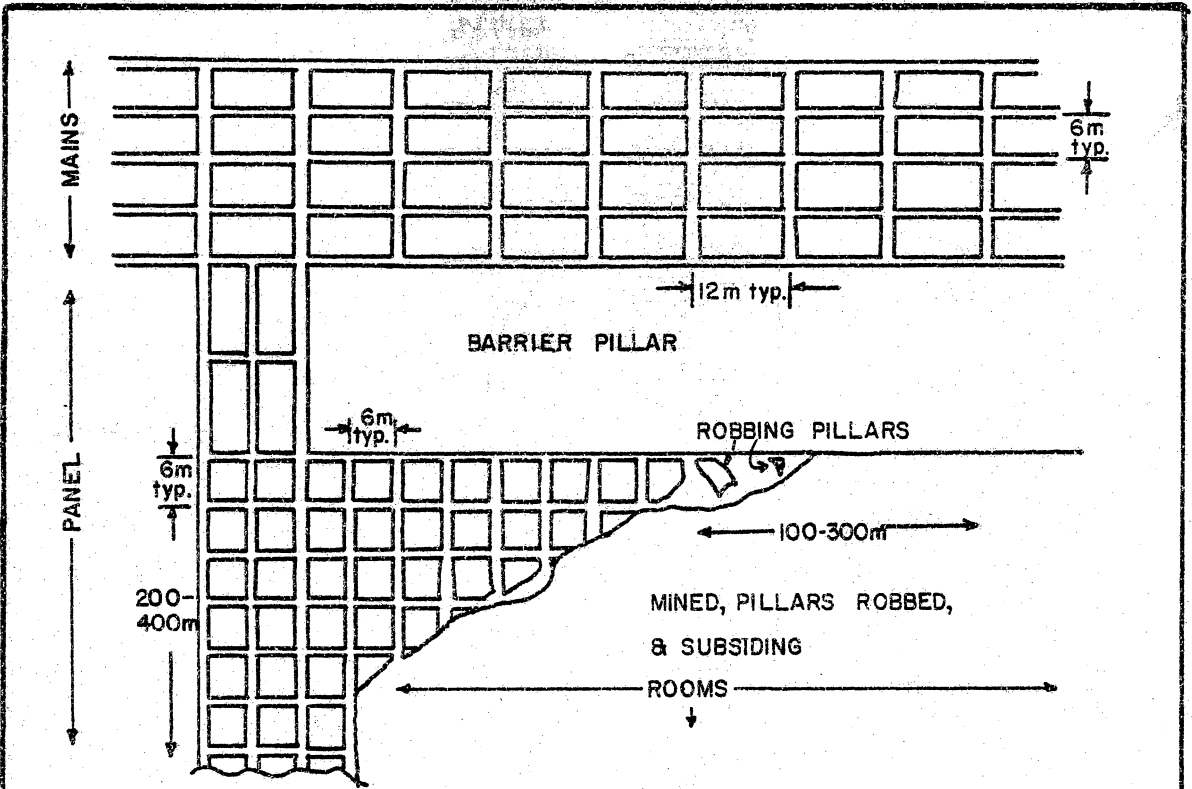 MAINS
6m
typ.
12m typ.
BARRIER PILLAR
6m
typ.
ROBBING PILLARS
6m
typ.
PANEL
100-300m
200-
400m
MINED, PILLARS ROBBED,
& SUBSIDING
ROOMS